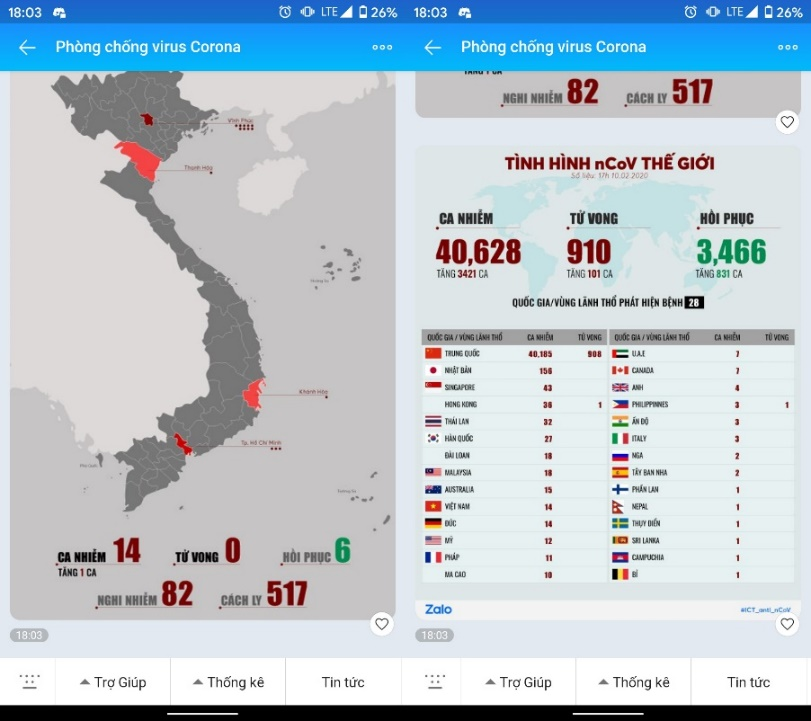 18:03 LTE 26%
Phòng chống virus Corona
Vĩnh Phúc
Thanh Hóa
Khánh Hòa
Tp. Hồ Chí Minh
CA NHIỄM 14
TĂNG 1 CA
TỬ VONG 0
HỒI PHỤC 6
NGHI NHIỄM 82
CÁCH LY 517
18:03
Trợ Giúp
Thống kê
Tin tức
18:03 LTE 26%
Phòng chống virus Corona
TĂNG 1 CA
NGHI NHIỄM 82
CÁCH LY 517
TÌNH HÌNH nCoV THẾ GIỚI
Số liệu: 17h 10.02.2020
CA NHIỄM
40,628
TĂNG 3421 CA
TỬ VONG
910
TĂNG 101 CA
HỒI PHỤC
3,466
TĂNG 831 CA
QUỐC GIA/VÙNG LÃNH THỔ PHÁT HIỆN BỆNH 28
QUỐC GIA / VÙNG LÃNH THỔ CA NHIỄM TỬ VONG
TRUNG QUỐC 40,185 908
NHẬT BẢN 156
SINGAPORE 43
HONG KONG 36 1
THÁI LAN 32
HÀN QUỐC 27
ĐÀI LOAN 18
MALAYSIA 18
AUSTRALIA 15
VIỆT NAM 14
ĐỨC 14
MỸ 12
PHÁP 11
MA CAO 10
QUỐC GIA / VÙNG LÃNH THỔ CA NHIỄM TỬ VONG
U.A.E 7
CANADA 7
ANH 4
PHILIPPINNES 3 1
ẤN ĐỘ 3
ITALY 3
NGA 2
TÂY BAN NHA 2
PHẦN LAN 1
NEPAL 1
THỤY ĐIỂN 1
SRI LANKA 1
CAMPUCHIA 1
BỈ 1
Zalo
#ICT_anti_nCoV
18:03
Trợ Giúp
Thống kê
Tin tức